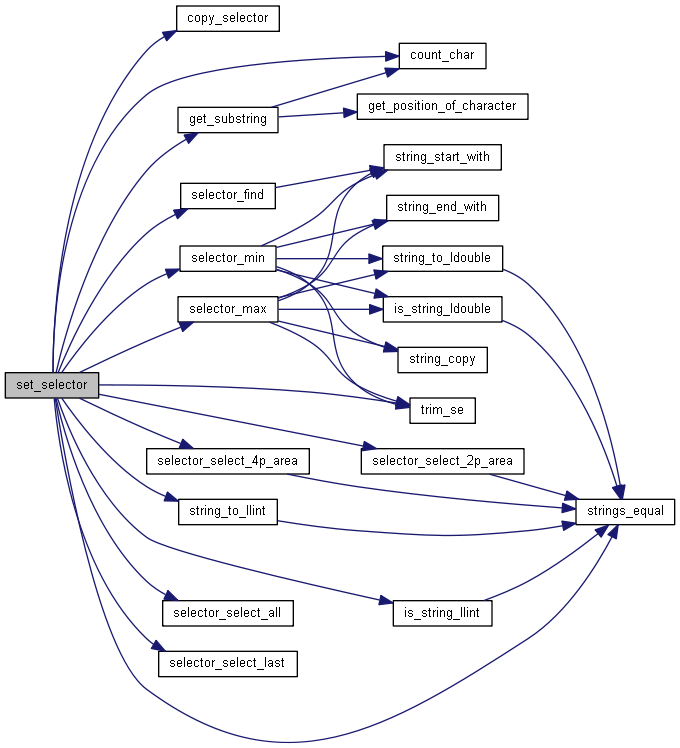 copy_selector
count_char
get_position_of_character
get_substring
string_start_with
selector_find
string_end_with
selector_min
string_to_ldouble
selector_max
is_string_ldouble
string_copy
set_selector
trim_se
selector_select_4p_area
selector_select_2p_area
string_to_llint
strings_equal
selector_select_all
is_string_llint
selector_select_last